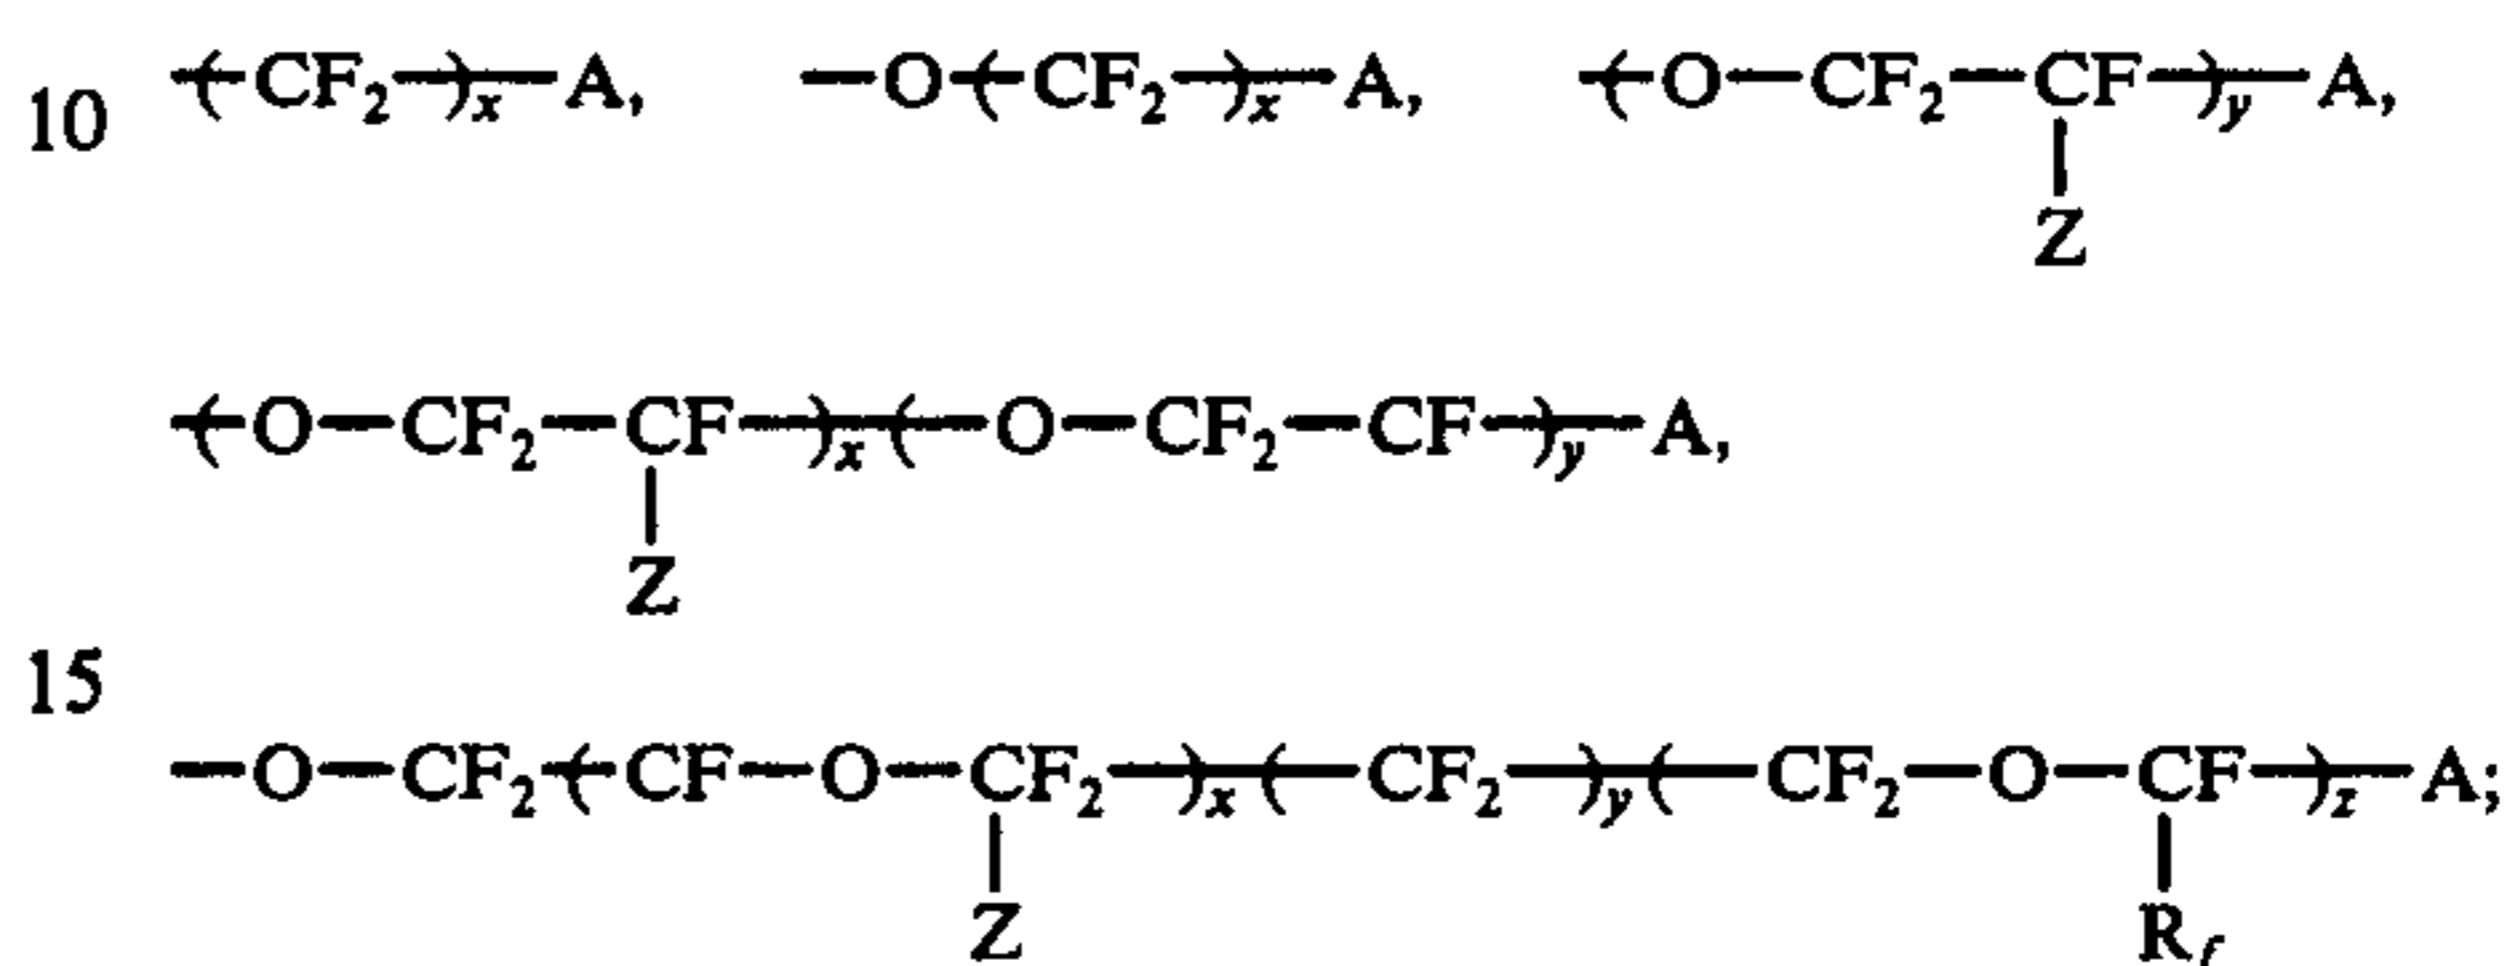 10 —(CF₂—)ₓ—A, —O—(CF₂—)ₓ—A, —(O—CF₂—CF—)y—A,
Z
—(O—CF₂—CF—)ₓ—(O—CF₂—CF—)y—A,
Z
15
—O—CF₂—(CF—O—CF₂—)ₓ—(CF₂—)y—(CF₂—O—CF—)z—A;
Z Rf